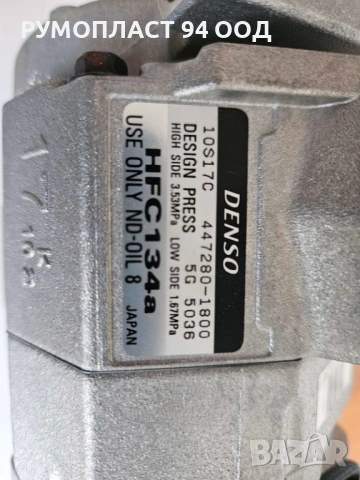 РУМОПЛАСТ 94 ООД
DENSO
10S17C 447280-1800
DESIGN PRESS 5G 5036
HIGH SIDE 3.53MPa LOW SIDE 1.67MPa
HFC134a
USE ONLY ND-OIL 8 JAPAN
bazar